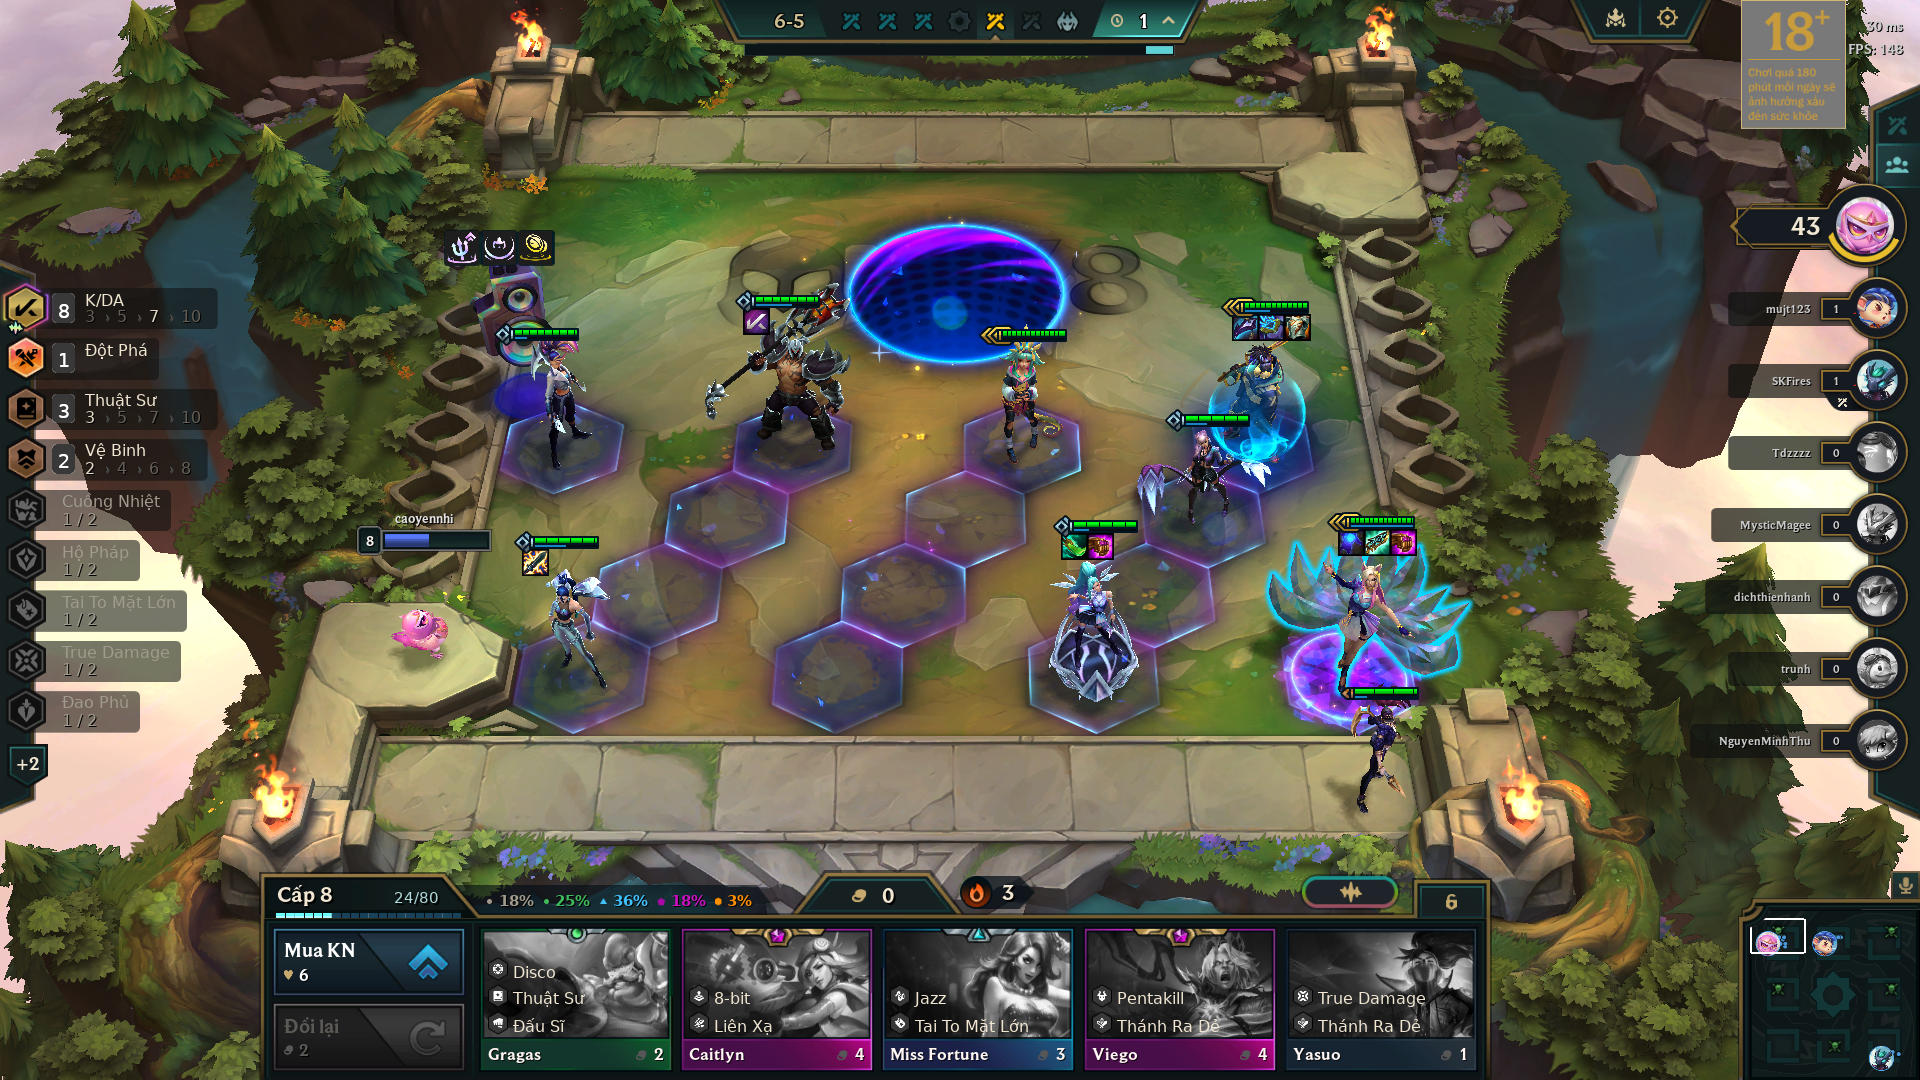 6-5
1
18+
Chơi quá 180
phút mỗi ngày sẽ
ảnh hưởng xấu
đến sức khỏe
30 ms
FPS: 148
43
mujt123
1
SKFires
1
Tdzzzz
0
MysticMagee
0
dichthienhanh
0
trunh
0
NguyenMinhThu
0
8
K/DA
3 › 5 › 7 › 10
1
Đột Phá
3
Thuật Sư
3 › 5 › 7 › 10
2
Vệ Binh
2 › 4 › 6 › 8
Cuồng Nhiệt
1 / 2
Hộ Pháp
1 / 2
Tai To Mặt Lớn
1 / 2
True Damage
1 / 2
Đao Phủ
1 / 2
+2
caoyennhi
8
8
Cấp 8
24/80
18% 25% 36% 18% 3%
0
3
6
Mua KN
6
Đổi lại
2
Disco
Thuật Sư
Đấu Sĩ
Gragas
2
8-bit
Liên Xạ
Caitlyn
4
Jazz
Tai To Mặt Lớn
Miss Fortune
3
Pentakill
Thánh Ra Dẻ
Viego
4
True Damage
Thánh Ra Dẻ
Yasuo
1